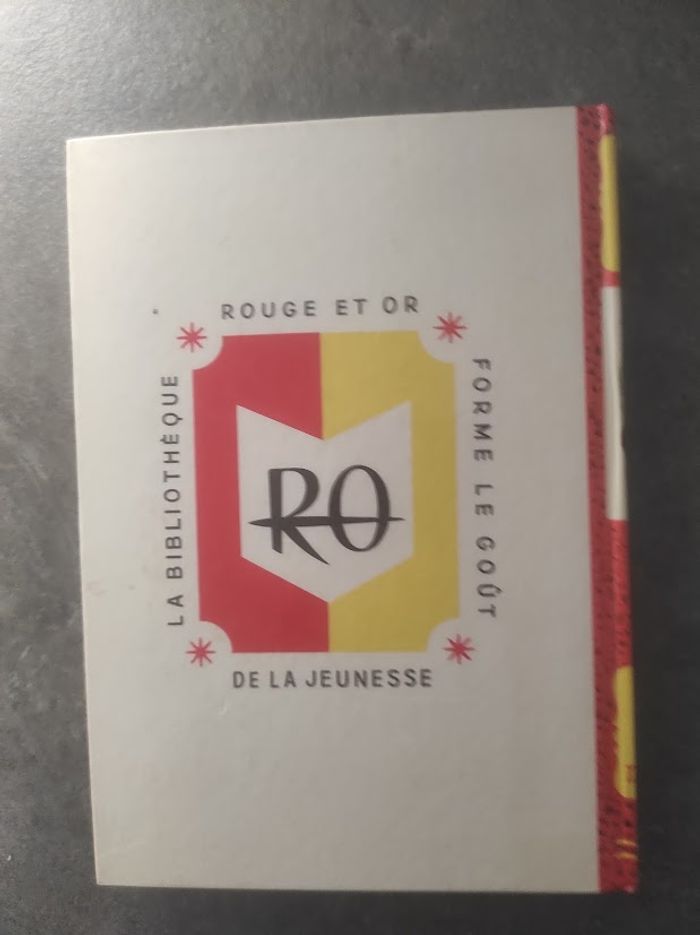 LA BIBLIOTHÈQUE
ROUGE ET OR
FORME LE GOÛT
DE LA JEUNESSE
RO